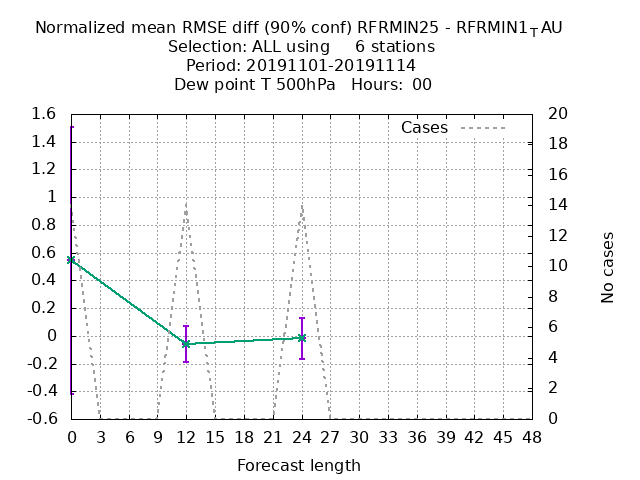 Normalized mean RMSE diff (90% conf) RFRMIN25 - RFRMIN1TAU
Selection: ALL using     6 stations
Period: 20191101-20191114
Dew point T 500hPa   Hours:  00
Cases
1.6
1.4
1.2
1
0.8
0.6
0.4
0.2
0
-0.2
-0.4
-0.6
20
18
16
14
12
10
8
6
4
2
0
No cases
0 3 6 9 12 15 18 21 24 27 30 33 36 39 42 45 48
Forecast length